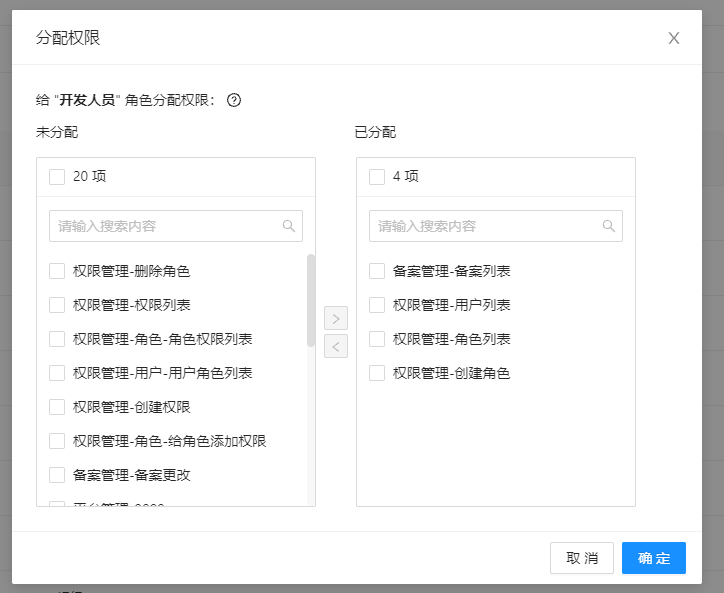 分配权限
给 "开发人员" 角色分配权限：
未分配
已分配
20 项
4 项
请输入搜索内容
请输入搜索内容
权限管理-删除角色
权限管理-权限列表
权限管理-角色-角色权限列表
权限管理-用户-用户角色列表
权限管理-创建权限
权限管理-角色-给角色添加权限
备案管理-备案更改
备案管理-备案列表
权限管理-用户列表
权限管理-角色列表
权限管理-创建角色
取 消
确 定